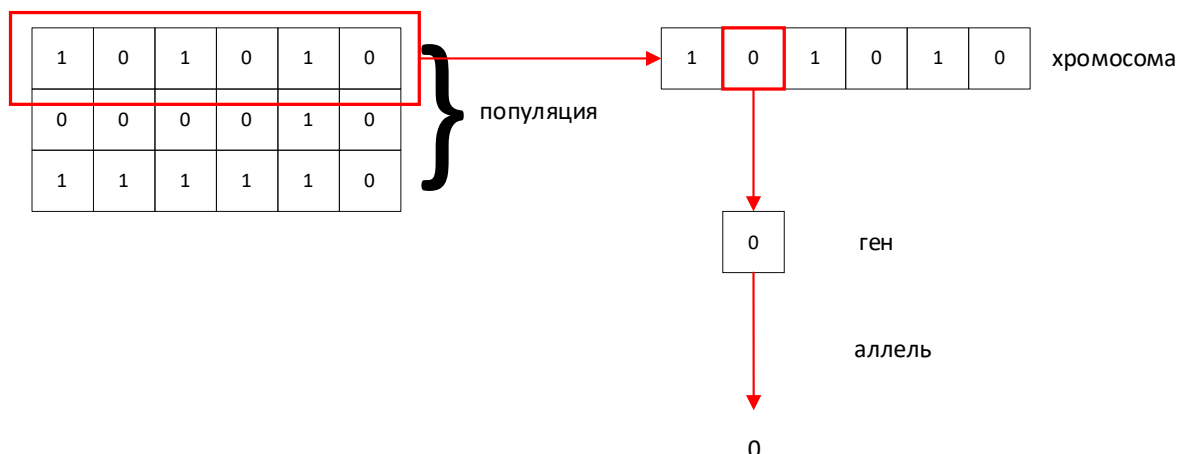 1 0 1 0 1 0
0 0 0 0 1 0
1 1 1 1 1 0
популяция
1 0 1 0 1 0
хромосома
0
ген
аллель
0